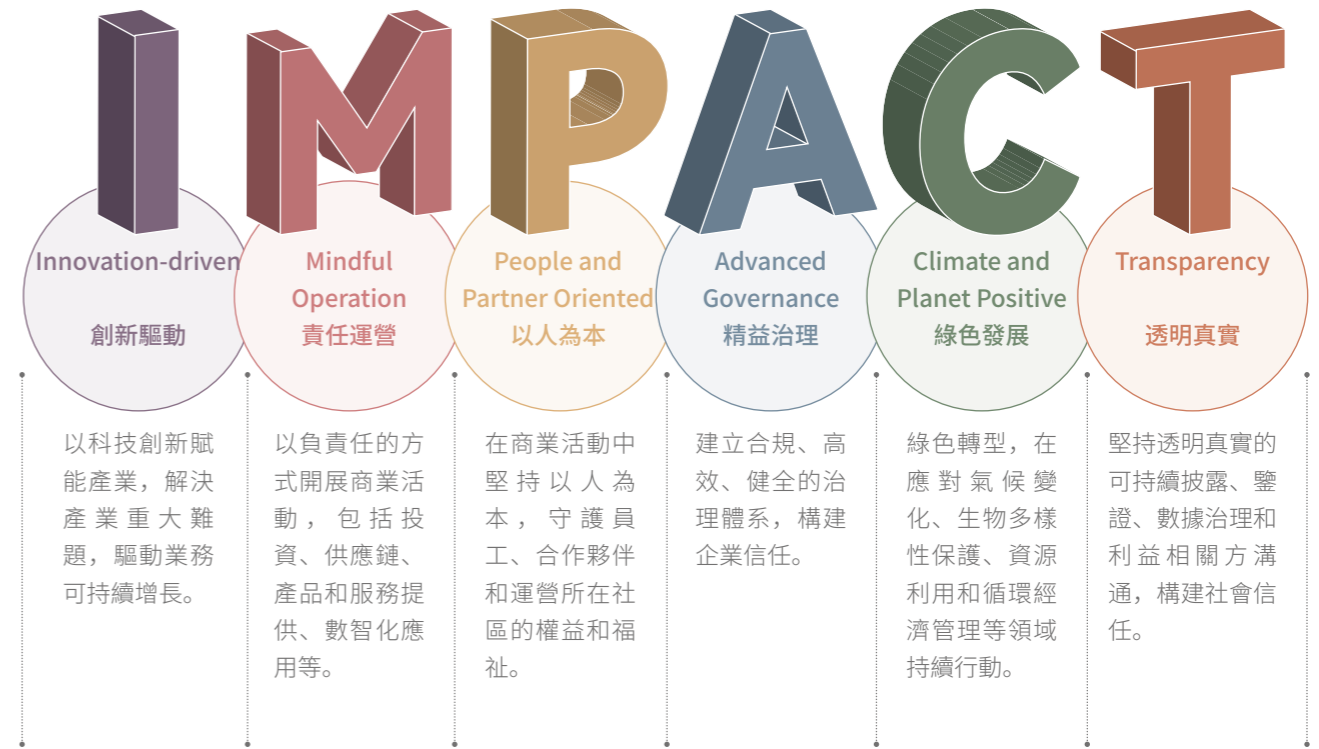 IMPACT
Innovation-driven
創新驅動
以科技創新賦
能產業，解決
產業重大難
題，驅動業務
可持續增長。
Mindful
Operation
責任運營
以負責任的方
式開展商業活
動，包括投
資、供應鏈、
產品和服務提
供、數智化應
用等。
People and
Partner Oriented
以人為本
在商業活動中
堅持以人為
本，守護員
工、合作夥伴
和運營所在社
區的權益和福
祉。
Advanced
Governance
精益治理
建立合規、高
效、健全的治
理體系，構建
企業信任。
Climate and
Planet Positive
綠色發展
綠色轉型，在
應對氣候變
化、生物多樣
性保護、資源
利用和循環經
濟管理等領域
持續行動。
Transparency
透明真實
堅持透明真實的
可持續披露、鑒
證、數據治理和
利益相關方溝
通，構建社會信
任。